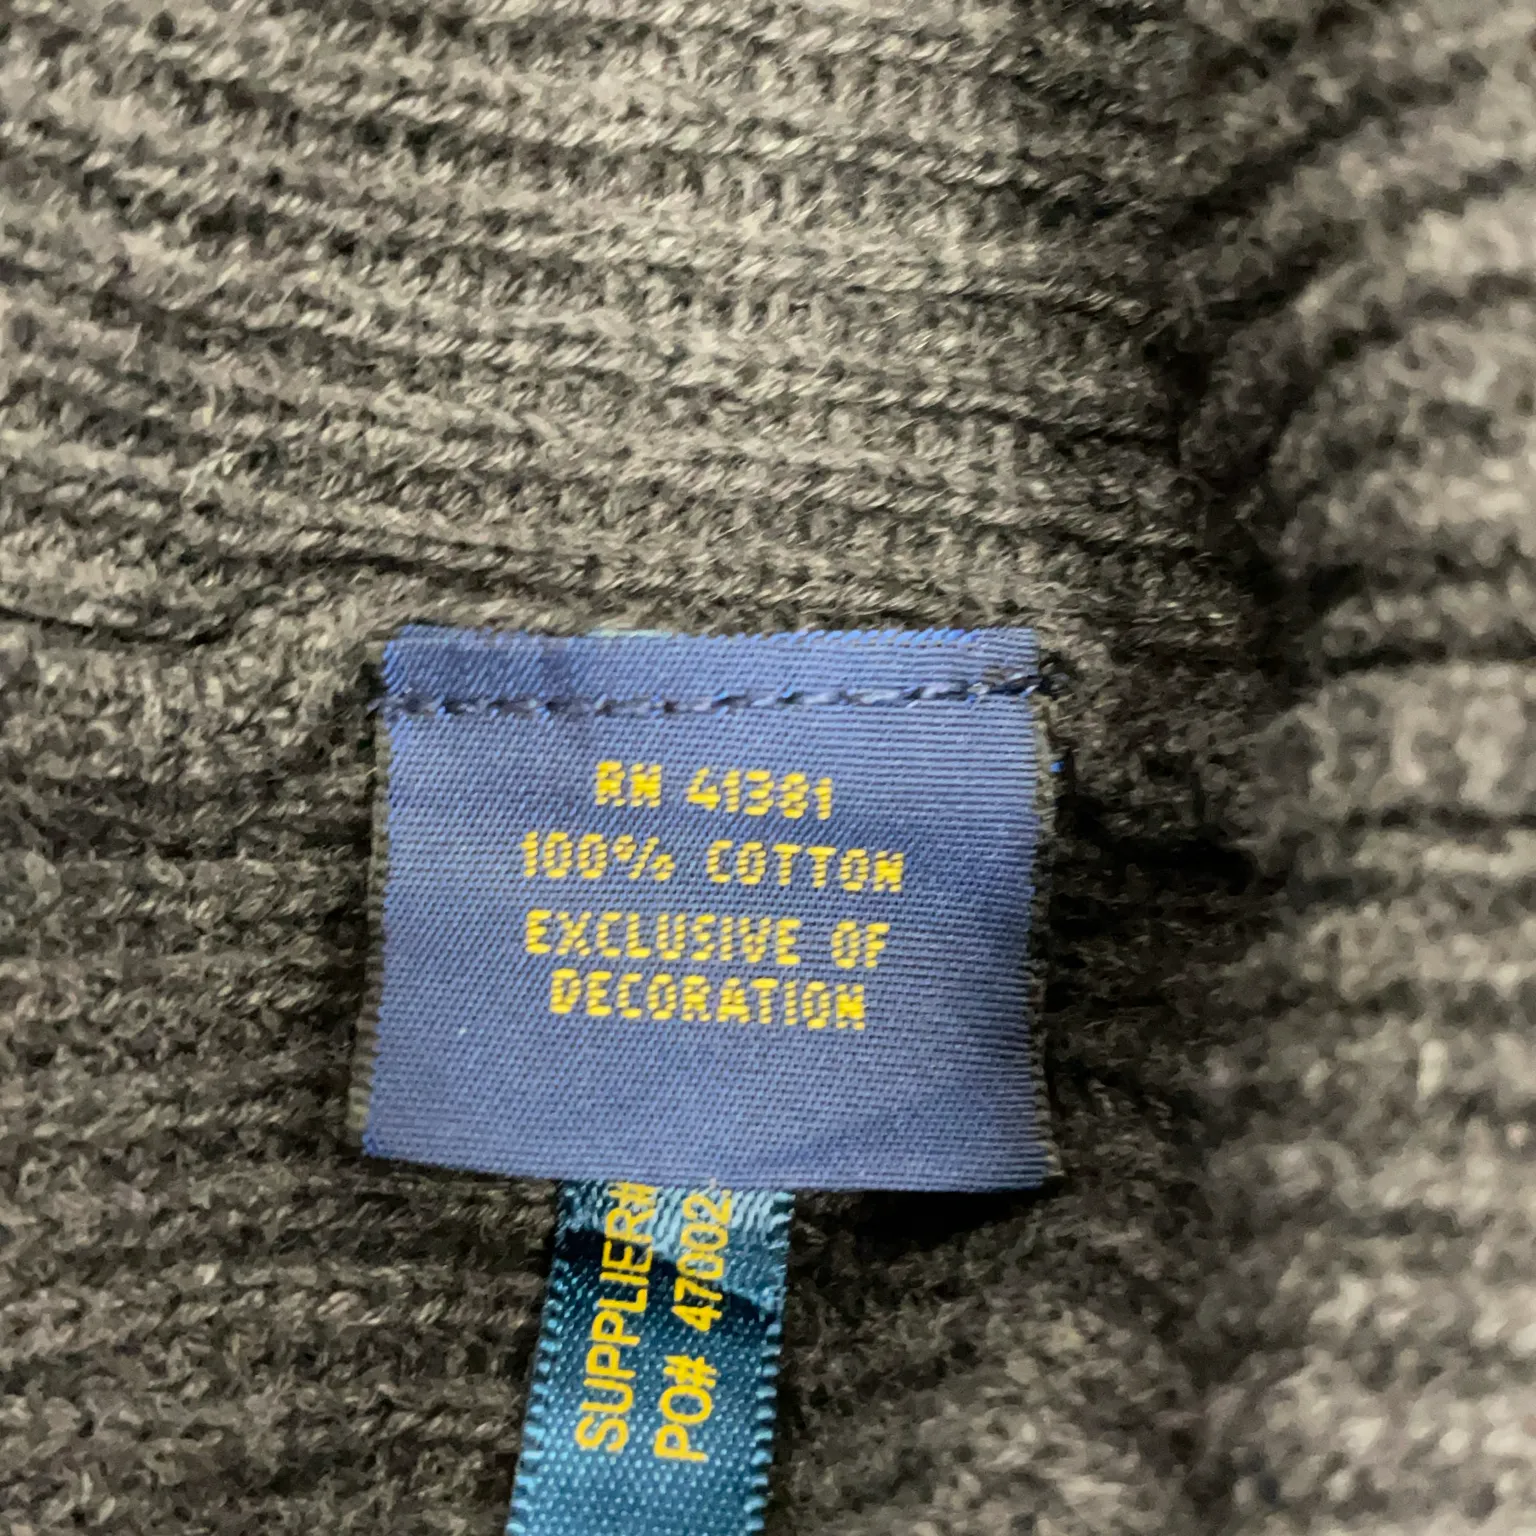 RN 41381
100% COTTON
EXCLUSIVE OF
DECORATION
SUPPLIER#
PO# 47002